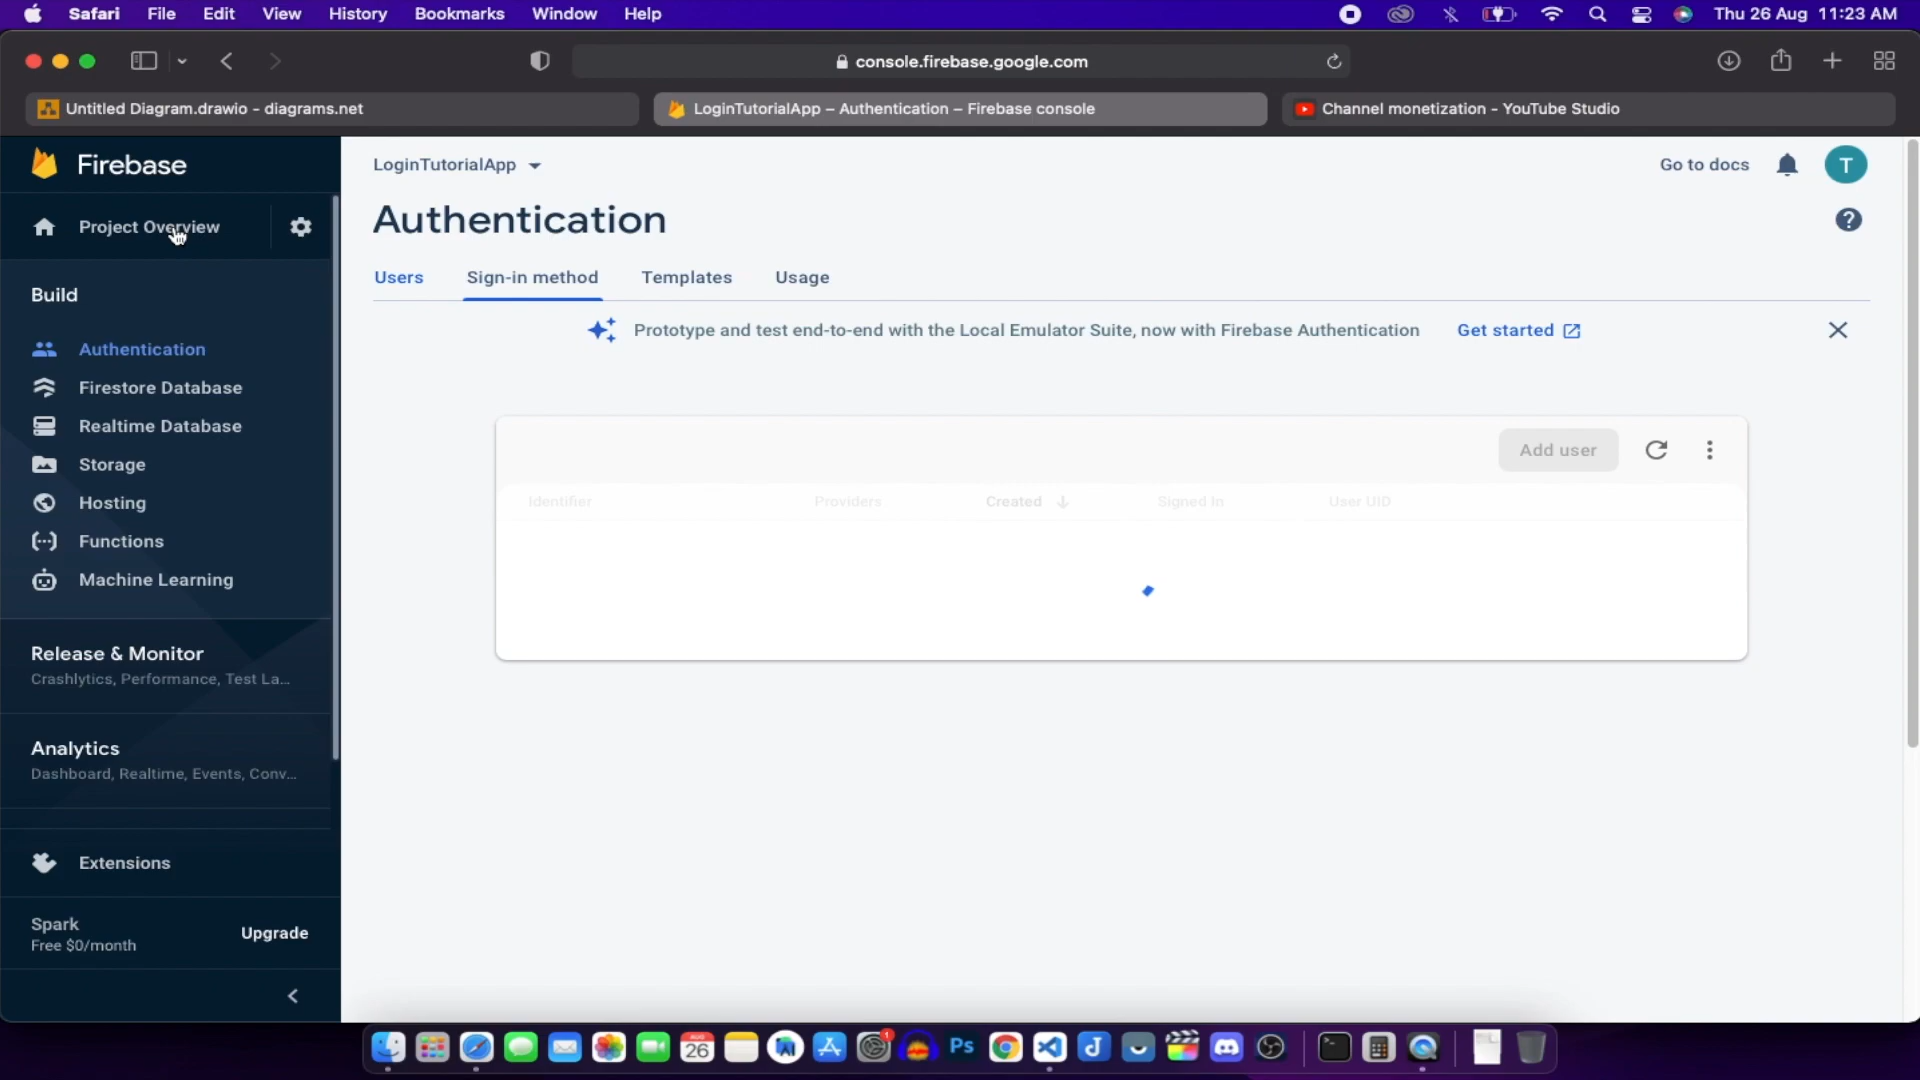 Safari File Edit View History Bookmarks Window Help Thu 26 Aug 11:23 AM
console.firebase.google.com
Untitled Diagram.drawio - diagrams.net LoginTutorialApp – Authentication – Firebase console Channel monetization - YouTube Studio
Firebase
LoginTutorialApp
Go to docs
T
Project Overview
Authentication
?
Users Sign-in method Templates Usage
Build
Prototype and test end-to-end with the Local Emulator Suite, now with Firebase Authentication Get started
Authentication
Firestore Database
Realtime Database
Storage
Hosting
Functions
Machine Learning
Add user
Identifier Providers Created Signed In User UID
Release & Monitor
Crashlytics, Performance, Test La...
Analytics
Dashboard, Realtime, Events, Conv...
Extensions
Spark
Free $0/month
Upgrade
AUG
26
1
Ps